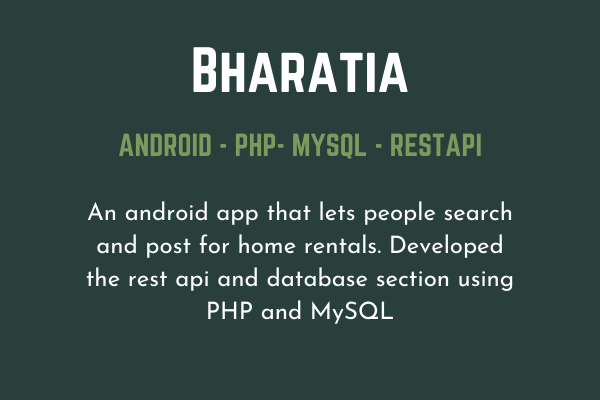 BHARATIA
ANDROID - PHP- MYSQL - RESTAPI
An android app that lets people search
and post for home rentals. Developed
the rest api and database section using
PHP and MySQL